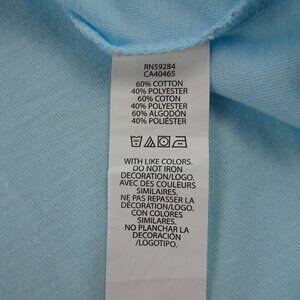 RN59284
CA40465
60% COTTON
40% POLYESTER
60% COTON
40% POLYESTER
60% ALGODÓN
40% POLIÉSTER
WITH LIKE COLORS.
DO NOT IRON
DECORATION/LOGO.
AVEC DES COULEURS
SIMILAIRES.
NE PAS REPASSER LA
DÉCORATION/LOGO.
CON COLORES
SIMILARES.
NO PLANCHAR LA
DECORACIÓN
/LOGOTIPO.